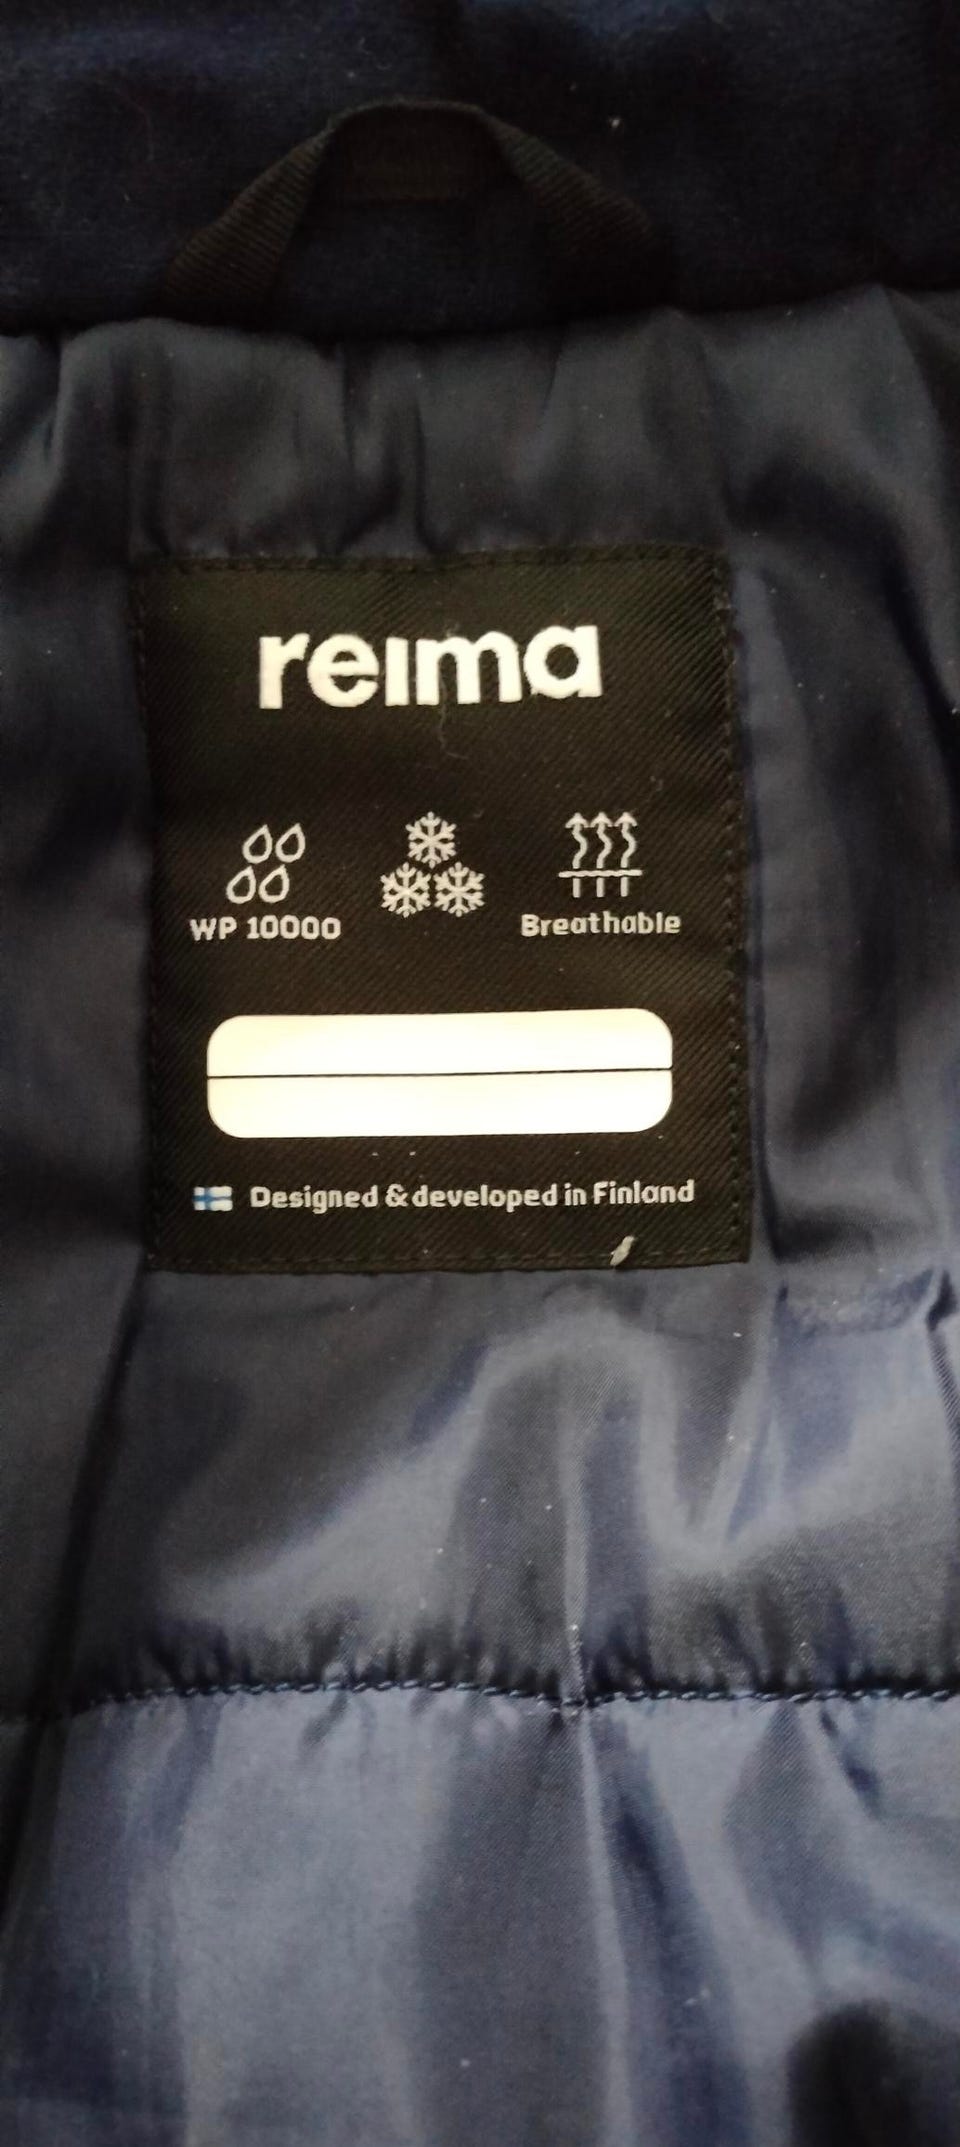 reima
WP 10000
Breathable
Designed & developed in Finland